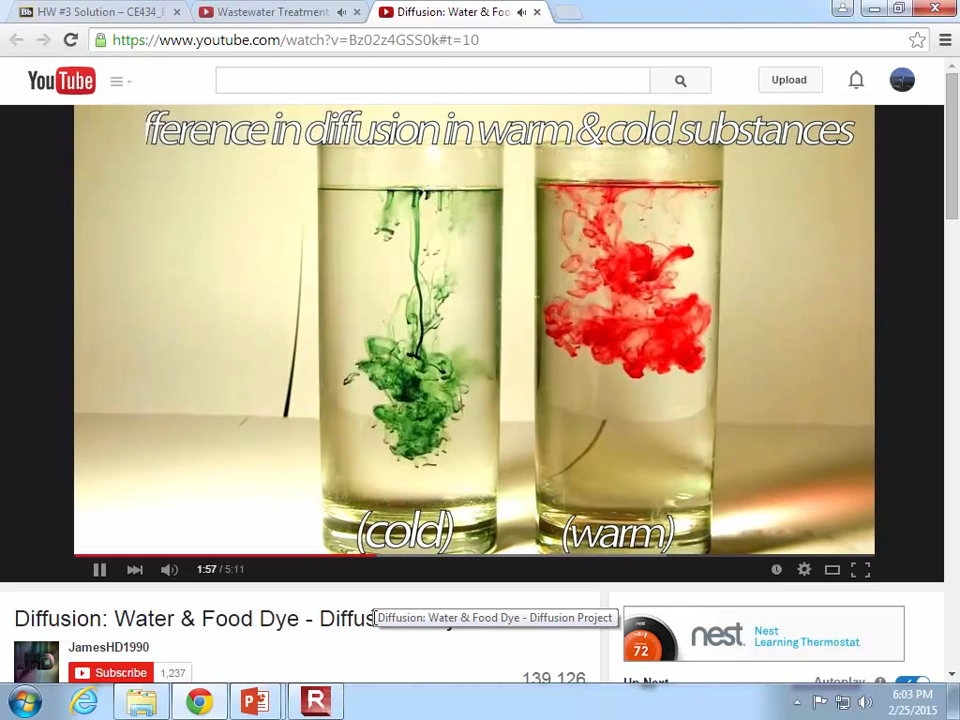 HW #3 Solution – CE434_
Wastewater Treatment
Diffusion: Water & Foo
https://www.youtube.com/watch?v=Bz02z4GSS0k#t=10
YouTube
Upload
fference in diffusion in warm & cold substances
(cold) (warm)
1:57 / 5:11
Diffusion: Water & Food Dye - Diffus
Diffusion: Water & Food Dye - Diffusion Project
JamesHD1990
Subscribe 1,237
139,126
nest
72
nest
Nest
Learning Thermostat
Up Next
Autoplay
6:03 PM
2/25/2015